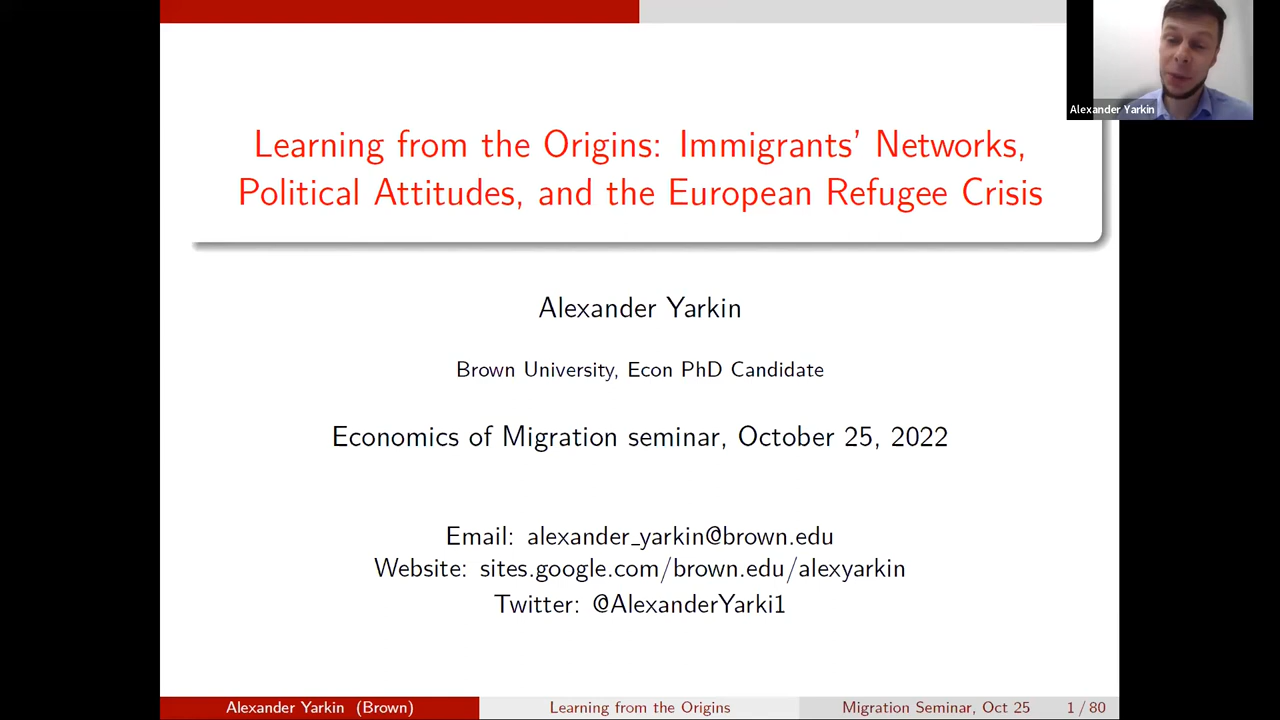 Alexander Yarkin
Learning from the Origins: Immigrants' Networks,
Political Attitudes, and the European Refugee Crisis
Alexander Yarkin
Brown University, Econ PhD Candidate
Economics of Migration seminar, October 25, 2022
Email: alexander_yarkin@brown.edu
Website: sites.google.com/brown.edu/alexyarkin
Twitter: @AlexanderYarki1
Alexander Yarkin (Brown)
Learning from the Origins
Migration Seminar, Oct 25
1 / 80